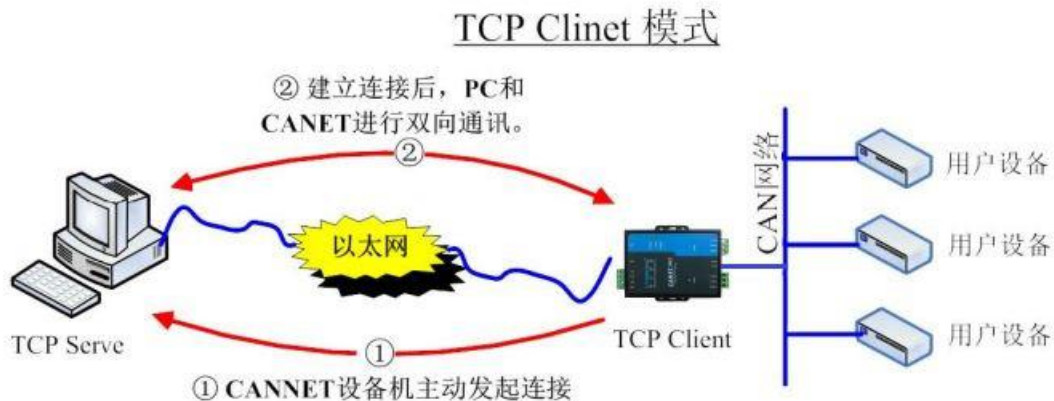 TCP Clinet 模式
② 建立连接后，PC和
CANET进行双向通讯。
②
以太网
CAN网络
用户设备
用户设备
用户设备
TCP Serve
TCP Client
①
① CANNET设备机主动发起连接